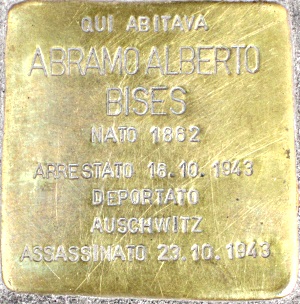 QUI ABITAVA
ABRAMO ALBERTO
BISES
NATO 1862
ARRESTATO 16.10.1943
DEPORTATO
AUSCHWITZ
ASSASSINATO 23.10.1943